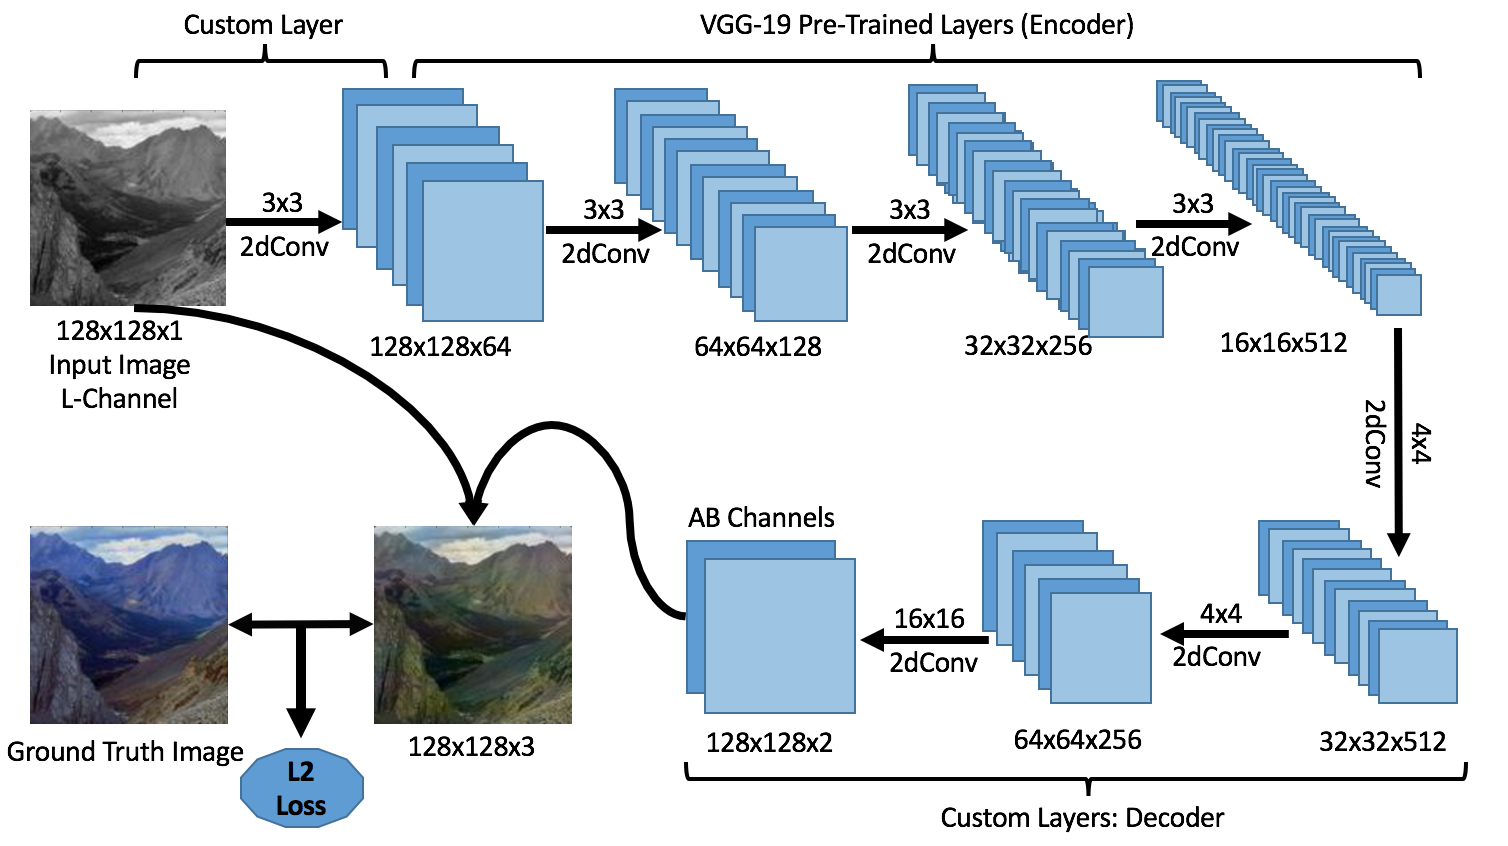 Custom Layer
VGG-19 Pre-Trained Layers (Encoder)
3x3
2dConv
3x3
2dConv
3x3
2dConv
3x3
2dConv
128x128x1
Input Image
L-Channel
128x128x64
64x64x128
32x32x256
16x16x512
4x4
2dConv
AB Channels
16x16
2dConv
4x4
2dConv
Ground Truth Image
128x128x3
128x128x2
64x64x256
32x32x512
L2
Loss
Custom Layers: Decoder